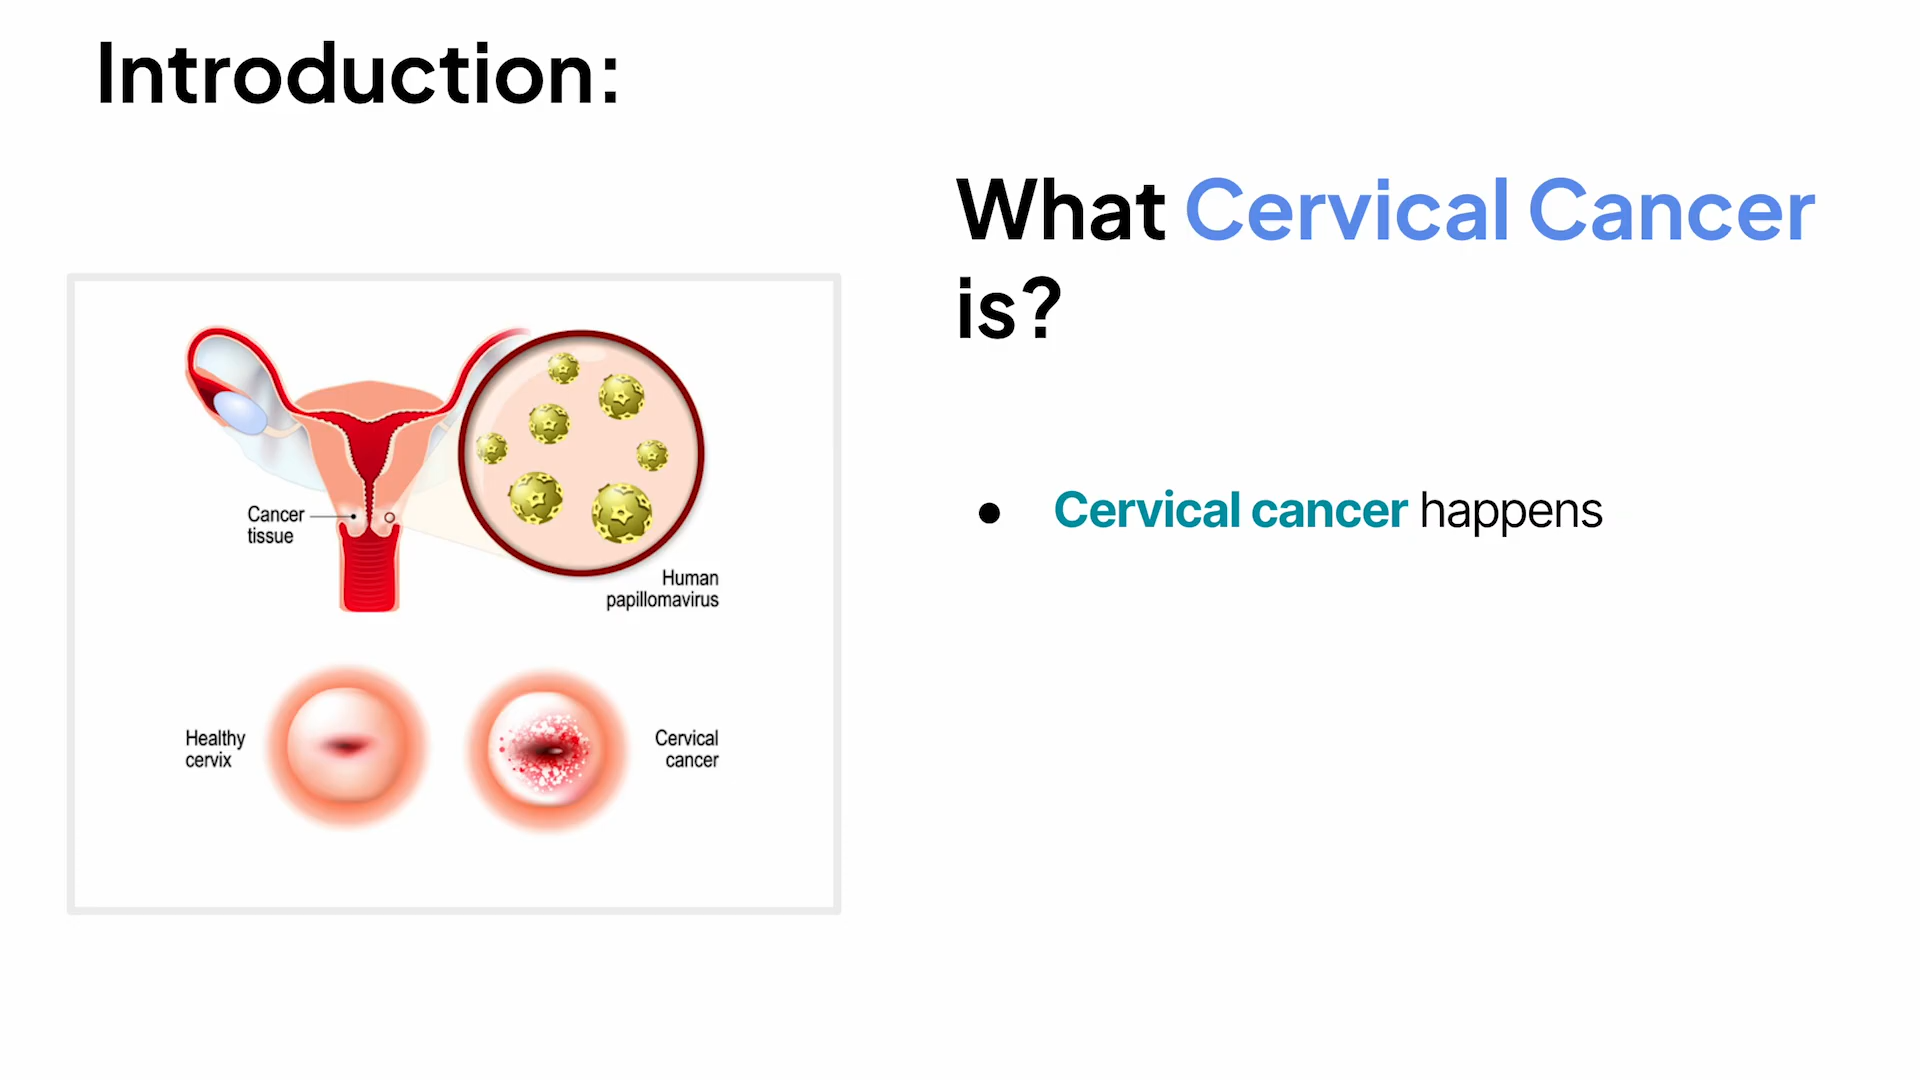 Introduction:
What Cervical Cancer
is?
● Cervical cancer happens
Cancer
tissue
Human
papillomavirus
Healthy
cervix
Cervical
cancer